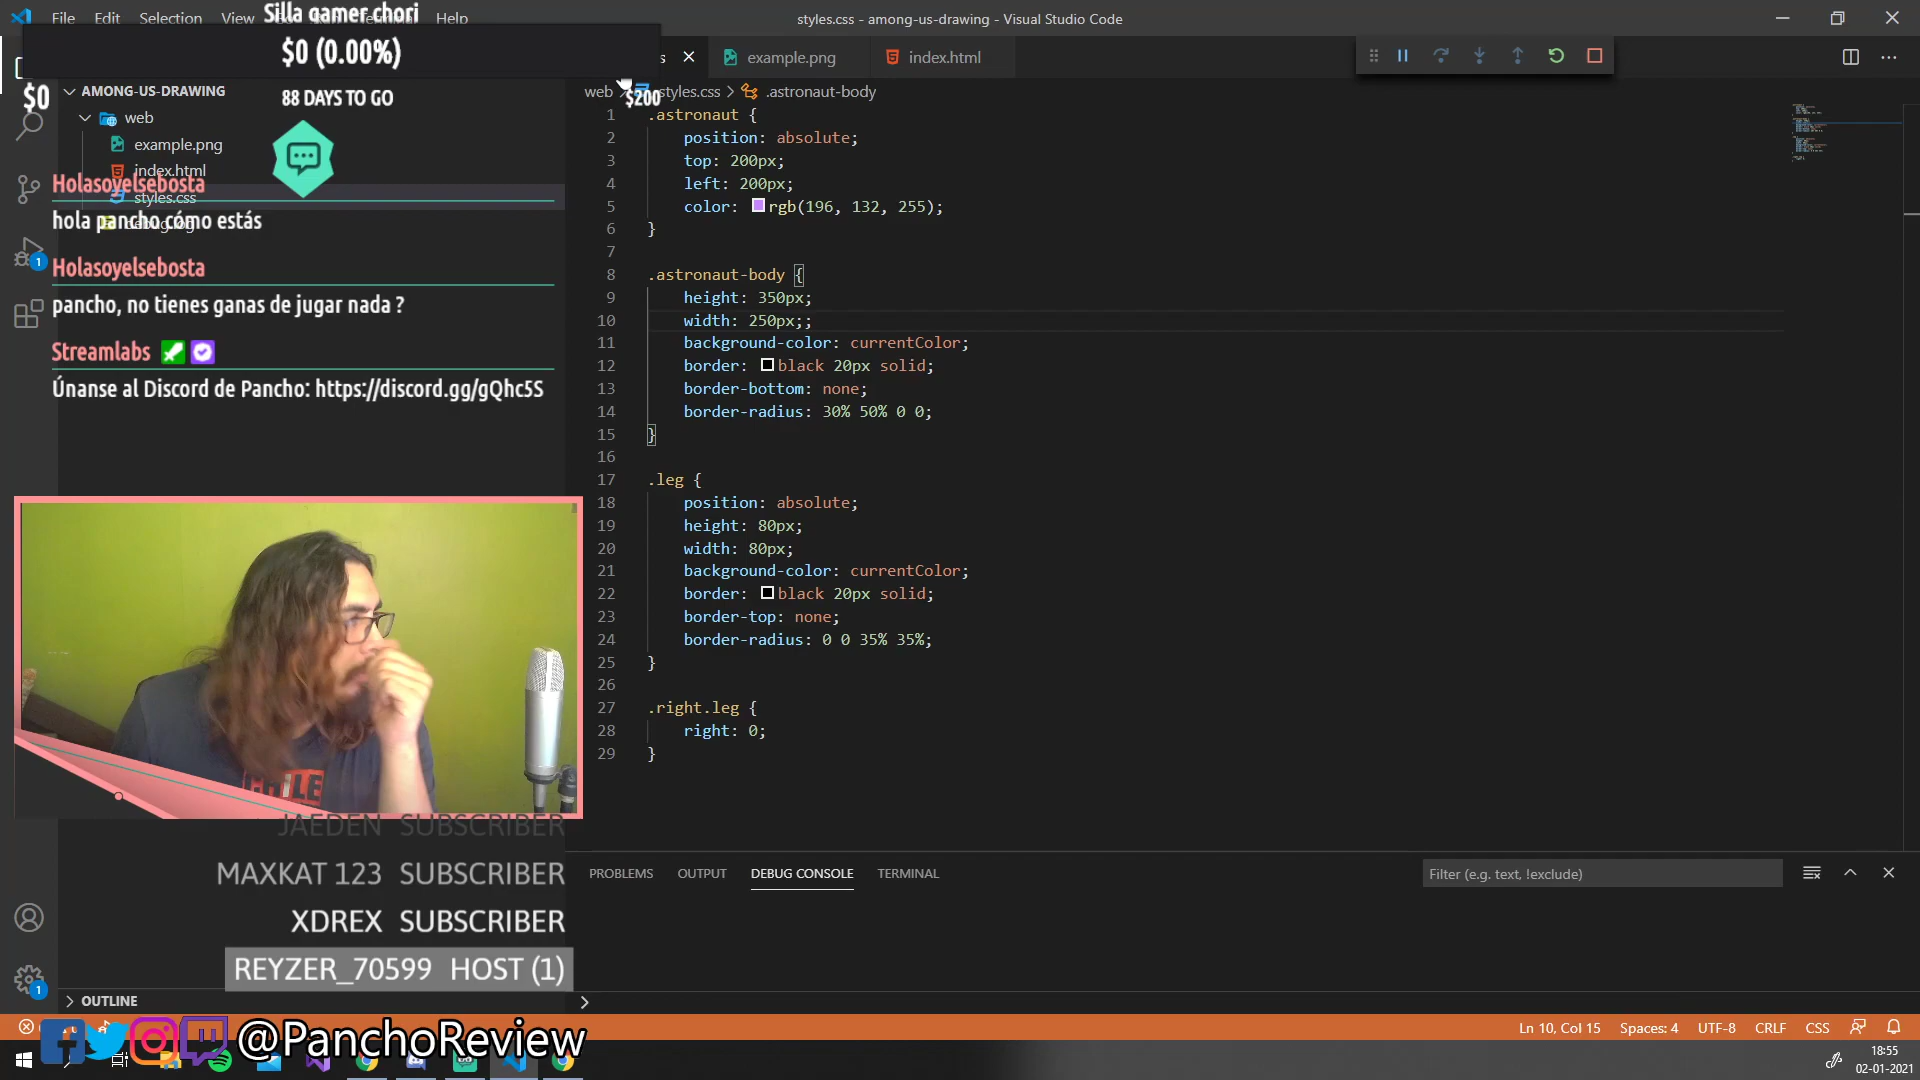 File Edit Selection View Help
styles.css - among-us-drawing - Visual Studio Code
Silla gamer chori
$0 (0.00%)
$0
$200
88 DAYS TO GO
example.png
index.html
AMONG-US-DRAWING
web
example.png
index.html
styles.css
debug.log
web > styles.css > .astronaut-body
Holasoyelsebosta
hola pancho cómo estás
Holasoyelsebosta
pancho, no tienes ganas de jugar nada ?
Streamlabs
Únanse al Discord de Pancho: https://discord.gg/gQhc5S
1 .astronaut {
2 position: absolute;
3 top: 200px;
4 left: 200px;
5 color: rgb(196, 132, 255);
6 }
7
8 .astronaut-body {
9 height: 350px;
10 width: 250px;;
11 background-color: currentColor;
12 border: black 20px solid;
13 border-bottom: none;
14 border-radius: 30% 50% 0 0;
15 }
16
17 .leg {
18 position: absolute;
19 height: 80px;
20 width: 80px;
21 background-color: currentColor;
22 border: black 20px solid;
23 border-top: none;
24 border-radius: 0 0 35% 35%;
25 }
26
27 .right.leg {
28 right: 0;
29 }
JAEDEN SUBSCRIBER
MAXKAT 123 SUBSCRIBER
XDREX SUBSCRIBER
REYZER_70599 HOST (1)
PROBLEMS OUTPUT DEBUG CONSOLE TERMINAL
Filter (e.g. text, !exclude)
OUTLINE
1
1
@PanchoReview
Ln 10, Col 15 Spaces: 4 UTF-8 CRLF CSS
18:55
02-01-2021